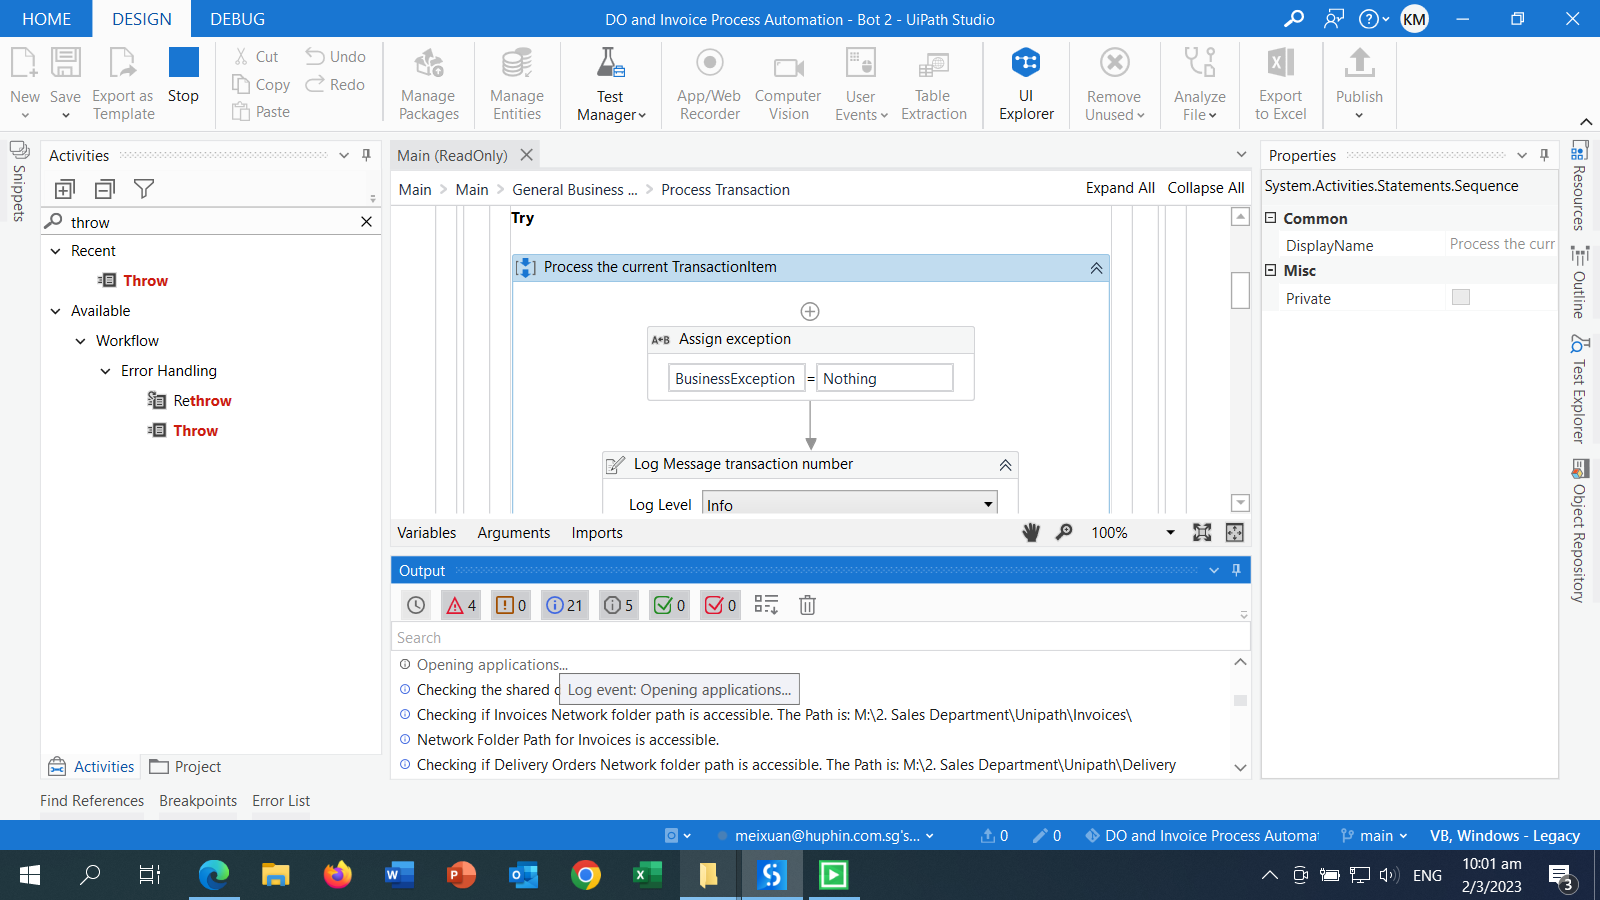 HOME
DESIGN
DEBUG
DO and Invoice Process Automation - Bot 2 - UiPath Studio
KM
New
Save
Export as
Template
Stop
Cut
Copy
Paste
Undo
Redo
Manage
Packages
Manage
Entities
Test
Manager
App/Web
Recorder
Computer
Vision
User
Events
Table
Extraction
UI
Explorer
Remove
Unused
Analyze
File
Export
to Excel
Publish
Snippets
Activities
throw
Recent
Throw
Available
Workflow
Error Handling
Rethrow
Throw
Activities
Project
Main (ReadOnly)
Main > Main > General Business ... > Process Transaction
Expand All
Collapse All
Try
Process the current TransactionItem
A+B Assign exception
BusinessException = Nothing
Log Message transaction number
Log Level Info
Variables
Arguments
Imports
100%
Output
4
0
21
5
0
0
Search
Opening applications...
Checking the shared
Log event: Opening applications...
Checking if Invoices Network folder path is accessible. The Path is: M:\2. Sales Department\Unipath\Invoices\
Network Folder Path for Invoices is accessible.
Checking if Delivery Orders Network folder path is accessible. The Path is: M:\2. Sales Department\Unipath\Delivery
Properties
System.Activities.Statements.Sequence
Common
DisplayName Process the curr
Misc
Private
Resources
Outline
Test Explorer
Object Repository
Find References
Breakpoints
Error List
meixuan@huphin.com.sg's...
0
0
DO and Invoice Process Automat
main
VB, Windows - Legacy
ENG
10:01 am
2/3/2023
3